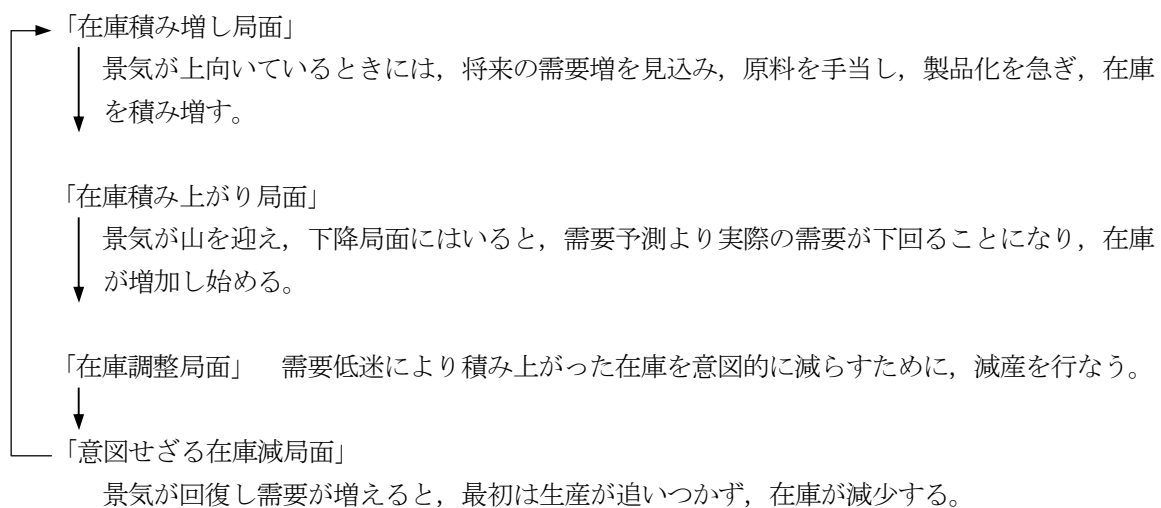 「在庫積み増し局面」
景気が上向いているときには，将来の需要増を見込み，原料を手当し，製品化を急ぎ，在庫
を積み増す。
「在庫積み上がり局面」
景気が山を迎え，下降局面にはいると，需要予測より実際の需要が下回ることになり，在庫
が増加し始める。
「在庫調整局面」　需要低迷により積み上がった在庫を意図的に減らすために，減産を行なう。
「意図せざる在庫減局面」
景気が回復し需要が増えると，最初は生産が追いつかず，在庫が減少する。